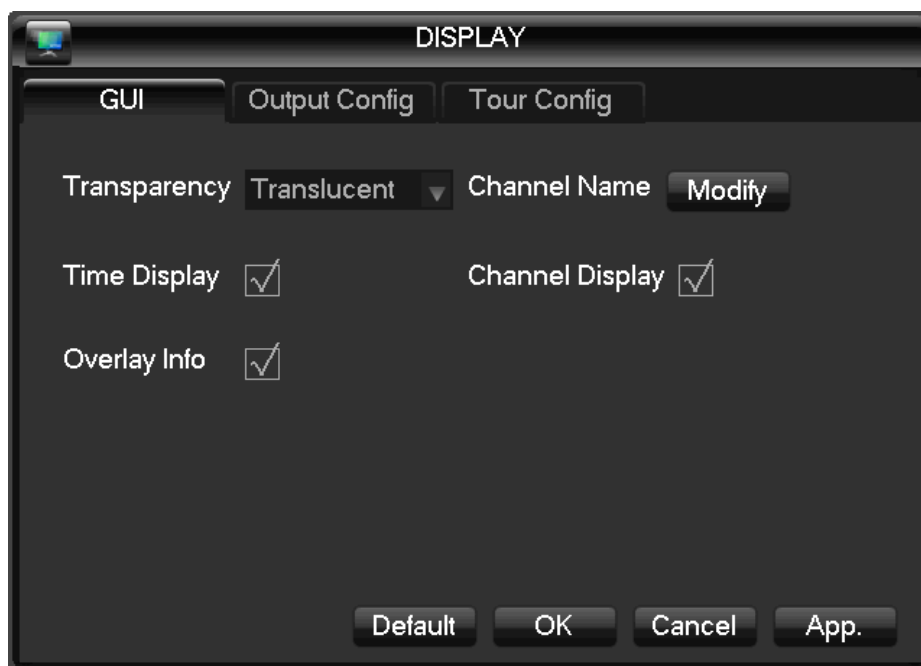 DISPLAY
GUI Output Config Tour Config
Transparency Translucent Channel Name Modify
Time Display Channel Display
Overlay Info
Default OK Cancel App.